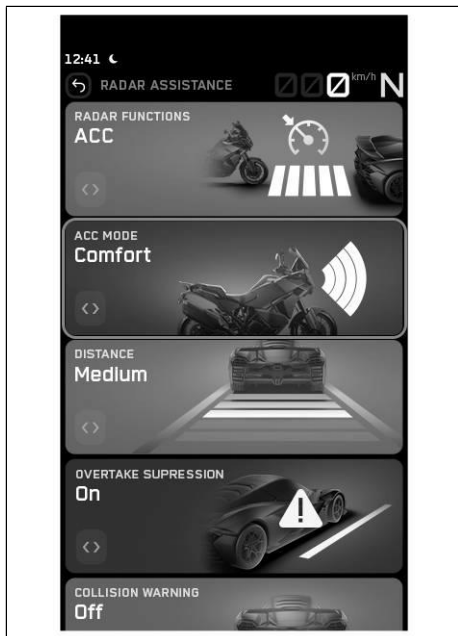 12:41
RADAR ASSISTANCE
000 km/h N
RADAR FUNCTIONS
ACC
ACC MODE
Comfort
DISTANCE
Medium
OVERTAKE SUPRESSION
On
COLLISION WARNING
Off